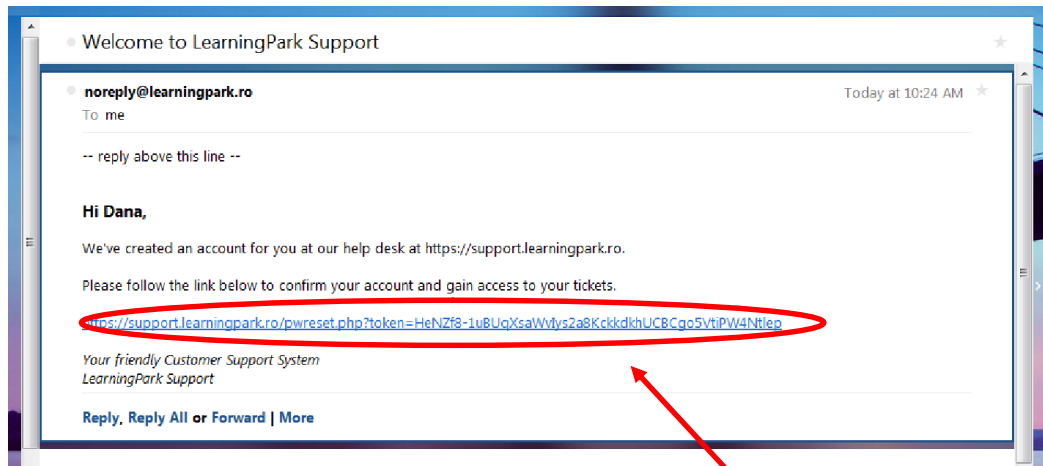 Welcome to LearningPark Support
noreply@learningpark.ro
Today at 10:24 AM
To me
-- reply above this line --
Hi Dana,
We've created an account for you at our help desk at https://support.learningpark.ro.
Please follow the link below to confirm your account and gain access to your tickets.
https://support.learningpark.ro/pwreset.php?token=HeNZf8-1uBUqXsaWvIys2a8KckkdkhUCBCgo5VtiPW4Ntlep
Your friendly Customer Support System
LearningPark Support
Reply, Reply All or Forward | More